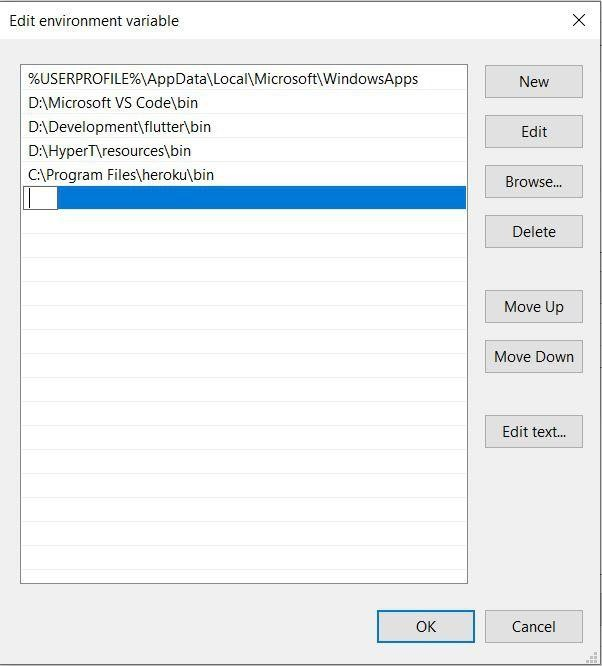 Edit environment variable
%USERPROFILE%\AppData\Local\Microsoft\WindowsApps
D:\Microsoft VS Code\bin
D:\Development\flutter\bin
D:\HyperT\resources\bin
C:\Program Files\heroku\bin
New
Edit
Browse...
Delete
Move Up
Move Down
Edit text...
OK
Cancel